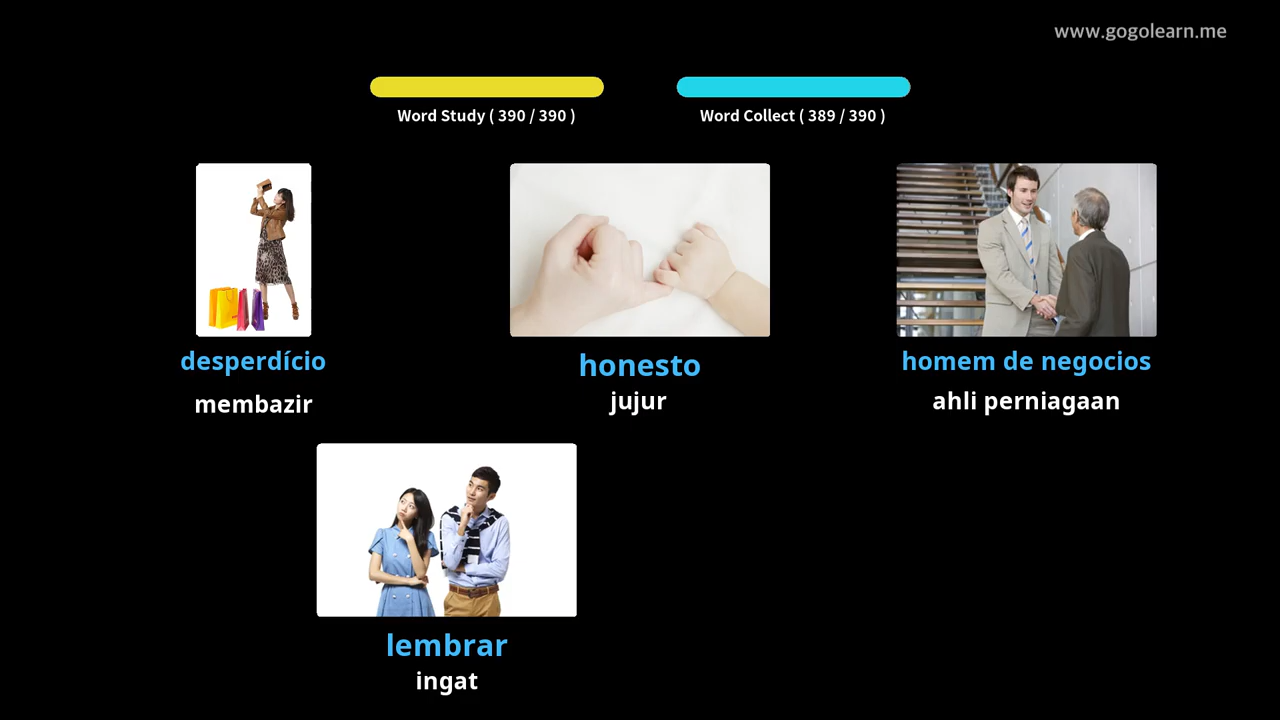 www.gogolearn.me
Word Study ( 390 / 390 )
Word Collect ( 389 / 390 )
desperdício
membazir
honesto
jujur
homem de negocios
ahli perniagaan
lembrar
ingat